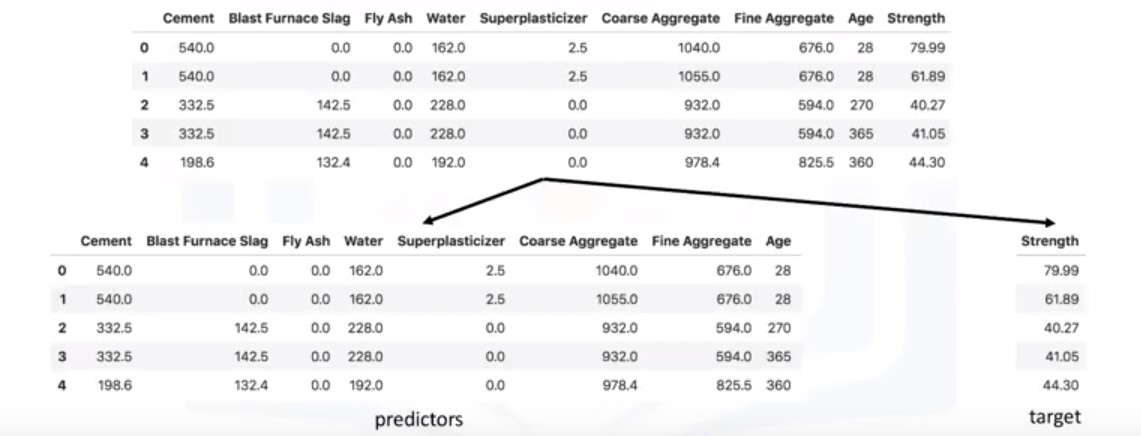 Cement Blast Furnace Slag Fly Ash Water Superplasticizer Coarse Aggregate Fine Aggregate Age Strength
0 540.0 0.0 0.0 162.0 2.5 1040.0 676.0 28 79.99
1 540.0 0.0 0.0 162.0 2.5 1055.0 676.0 28 61.89
2 332.5 142.5 0.0 228.0 0.0 932.0 594.0 270 40.27
3 332.5 142.5 0.0 228.0 0.0 932.0 594.0 365 41.05
4 198.6 132.4 0.0 192.0 0.0 978.4 825.5 360 44.30
Cement Blast Furnace Slag Fly Ash Water Superplasticizer Coarse Aggregate Fine Aggregate Age
0 540.0 0.0 0.0 162.0 2.5 1040.0 676.0 28
1 540.0 0.0 0.0 162.0 2.5 1055.0 676.0 28
2 332.5 142.5 0.0 228.0 0.0 932.0 594.0 270
3 332.5 142.5 0.0 228.0 0.0 932.0 594.0 365
4 198.6 132.4 0.0 192.0 0.0 978.4 825.5 360
predictors
Strength
79.99
61.89
40.27
41.05
44.30
target